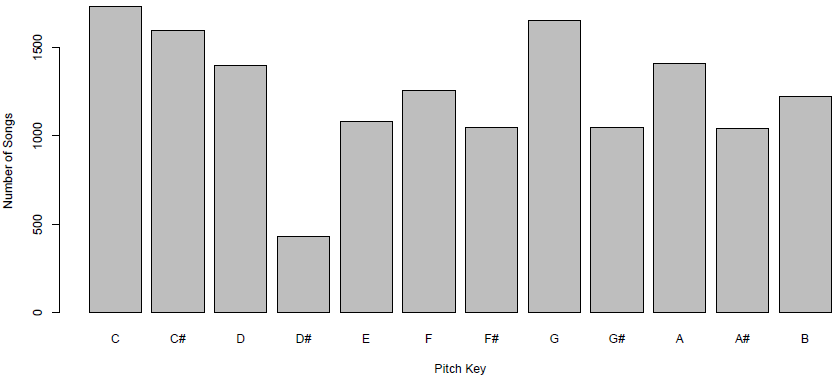 Number of Songs
1500
1000
500
0
C C# D D# E F F# G G# A A# B
Pitch Key